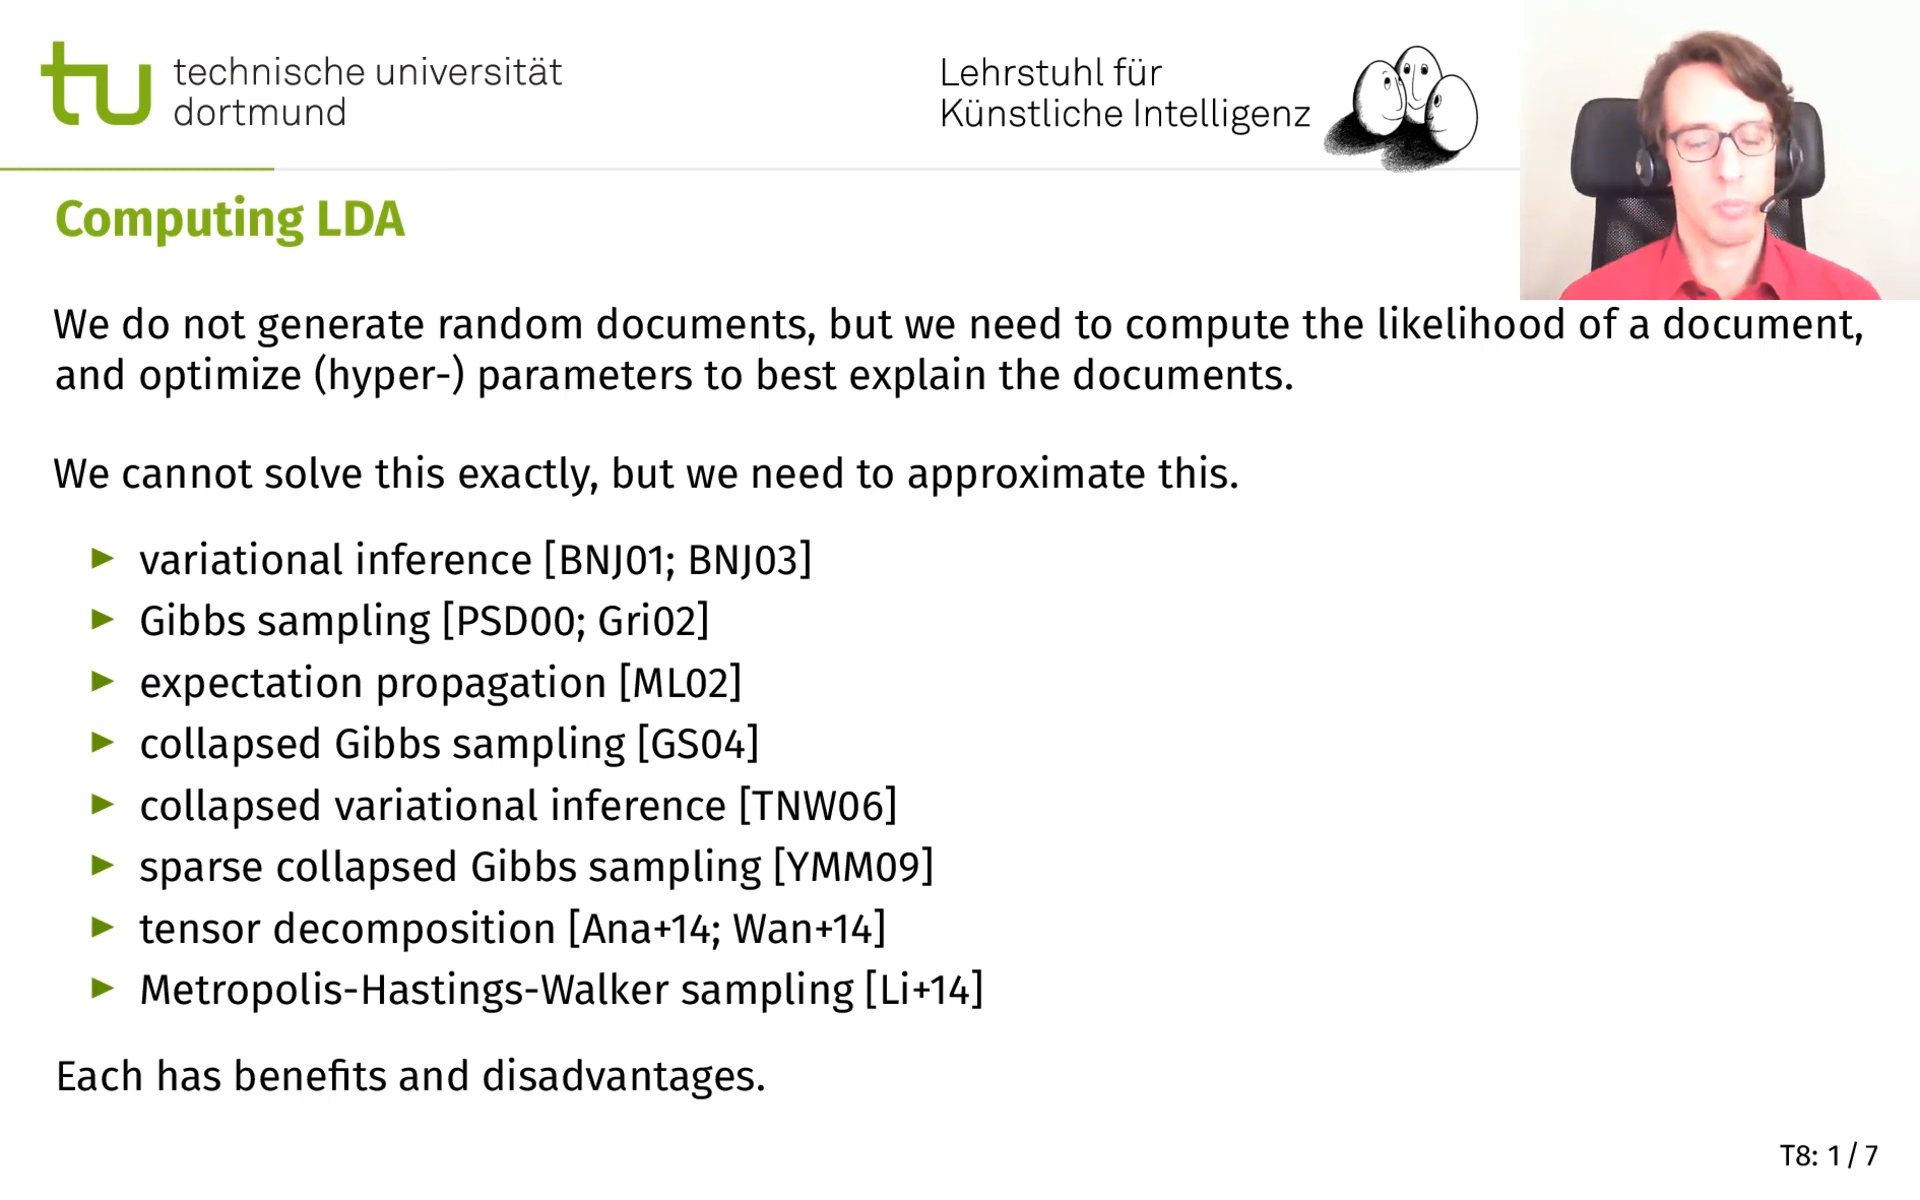 technische universität
dortmund
Lehrstuhl für
Künstliche Intelligenz
Computing LDA
We do not generate random documents, but we need to compute the likelihood of a document,
and optimize (hyper-) parameters to best explain the documents.
We cannot solve this exactly, but we need to approximate this.
► variational inference [BNJ01; BNJ03]
► Gibbs sampling [PSD00; Gri02]
► expectation propagation [ML02]
► collapsed Gibbs sampling [GS04]
► collapsed variational inference [TNW06]
► sparse collapsed Gibbs sampling [YMM09]
► tensor decomposition [Ana+14; Wan+14]
► Metropolis-Hastings-Walker sampling [Li+14]
Each has benefits and disadvantages.
T8: 1 / 7